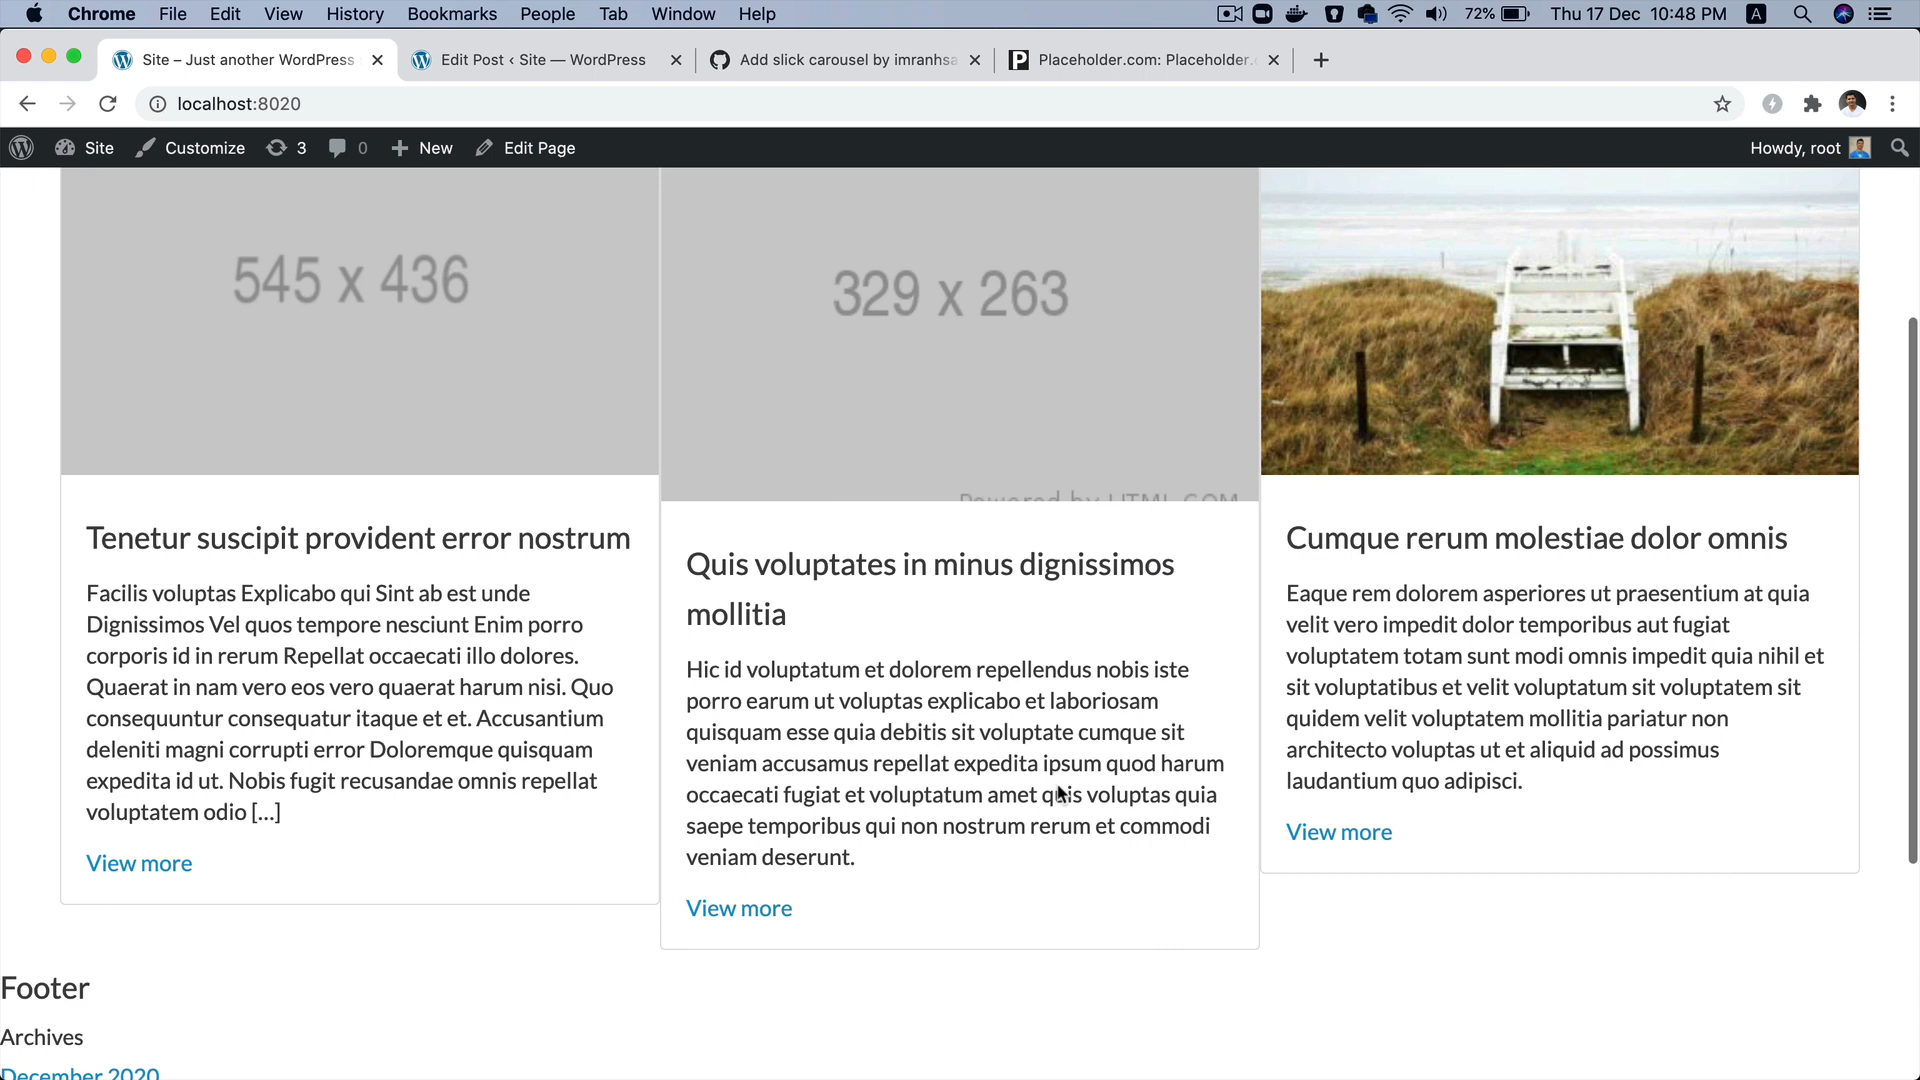 Chrome File Edit View History Bookmarks People Tab Window Help 72% Thu 17 Dec 10:48 PM A
Site – Just another WordPress
Edit Post ‹ Site — WordPress
Add slick carousel by imranhsa
Placeholder.com: Placeholder.
localhost:8020
Site Customize 3 0 New Edit Page Howdy, root
545 x 436
329 x 263
Powered by HTML.COM
Tenetur suscipit provident error nostrum
Facilis voluptas Explicabo qui Sint ab est unde
Dignissimos Vel quos tempore nesciunt Enim porro
corporis id in rerum Repellat occaecati illo dolores.
Quaerat in nam vero eos vero quaerat harum nisi. Quo
consequuntur consequatur itaque et et. Accusantium
deleniti magni corrupti error Doloremque quisquam
expedita id ut. Nobis fugit recusandae omnis repellat
voluptatem odio [...]
View more
Quis voluptates in minus dignissimos
mollitia
Hic id voluptatum et dolorem repellendus nobis iste
porro earum ut voluptas explicabo et laboriosam
quisquam esse quia debitis sit voluptate cumque sit
veniam accusamus repellat expedita ipsum quod harum
occaecati fugiat et voluptatum amet quis voluptas quia
saepe temporibus qui non nostrum rerum et commodi
veniam deserunt.
View more
Cumque rerum molestiae dolor omnis
Eaque rem dolorem asperiores ut praesentium at quia
velit vero impedit dolor temporibus aut fugiat
voluptatem totam sunt modi omnis impedit quia nihil et
sit voluptatibus et velit voluptatum sit voluptatem sit
quidem velit voluptatem mollitia pariatur non
architecto voluptas ut et aliquid ad possimus
laudantium quo adipisci.
View more
Footer
Archives
December 2020